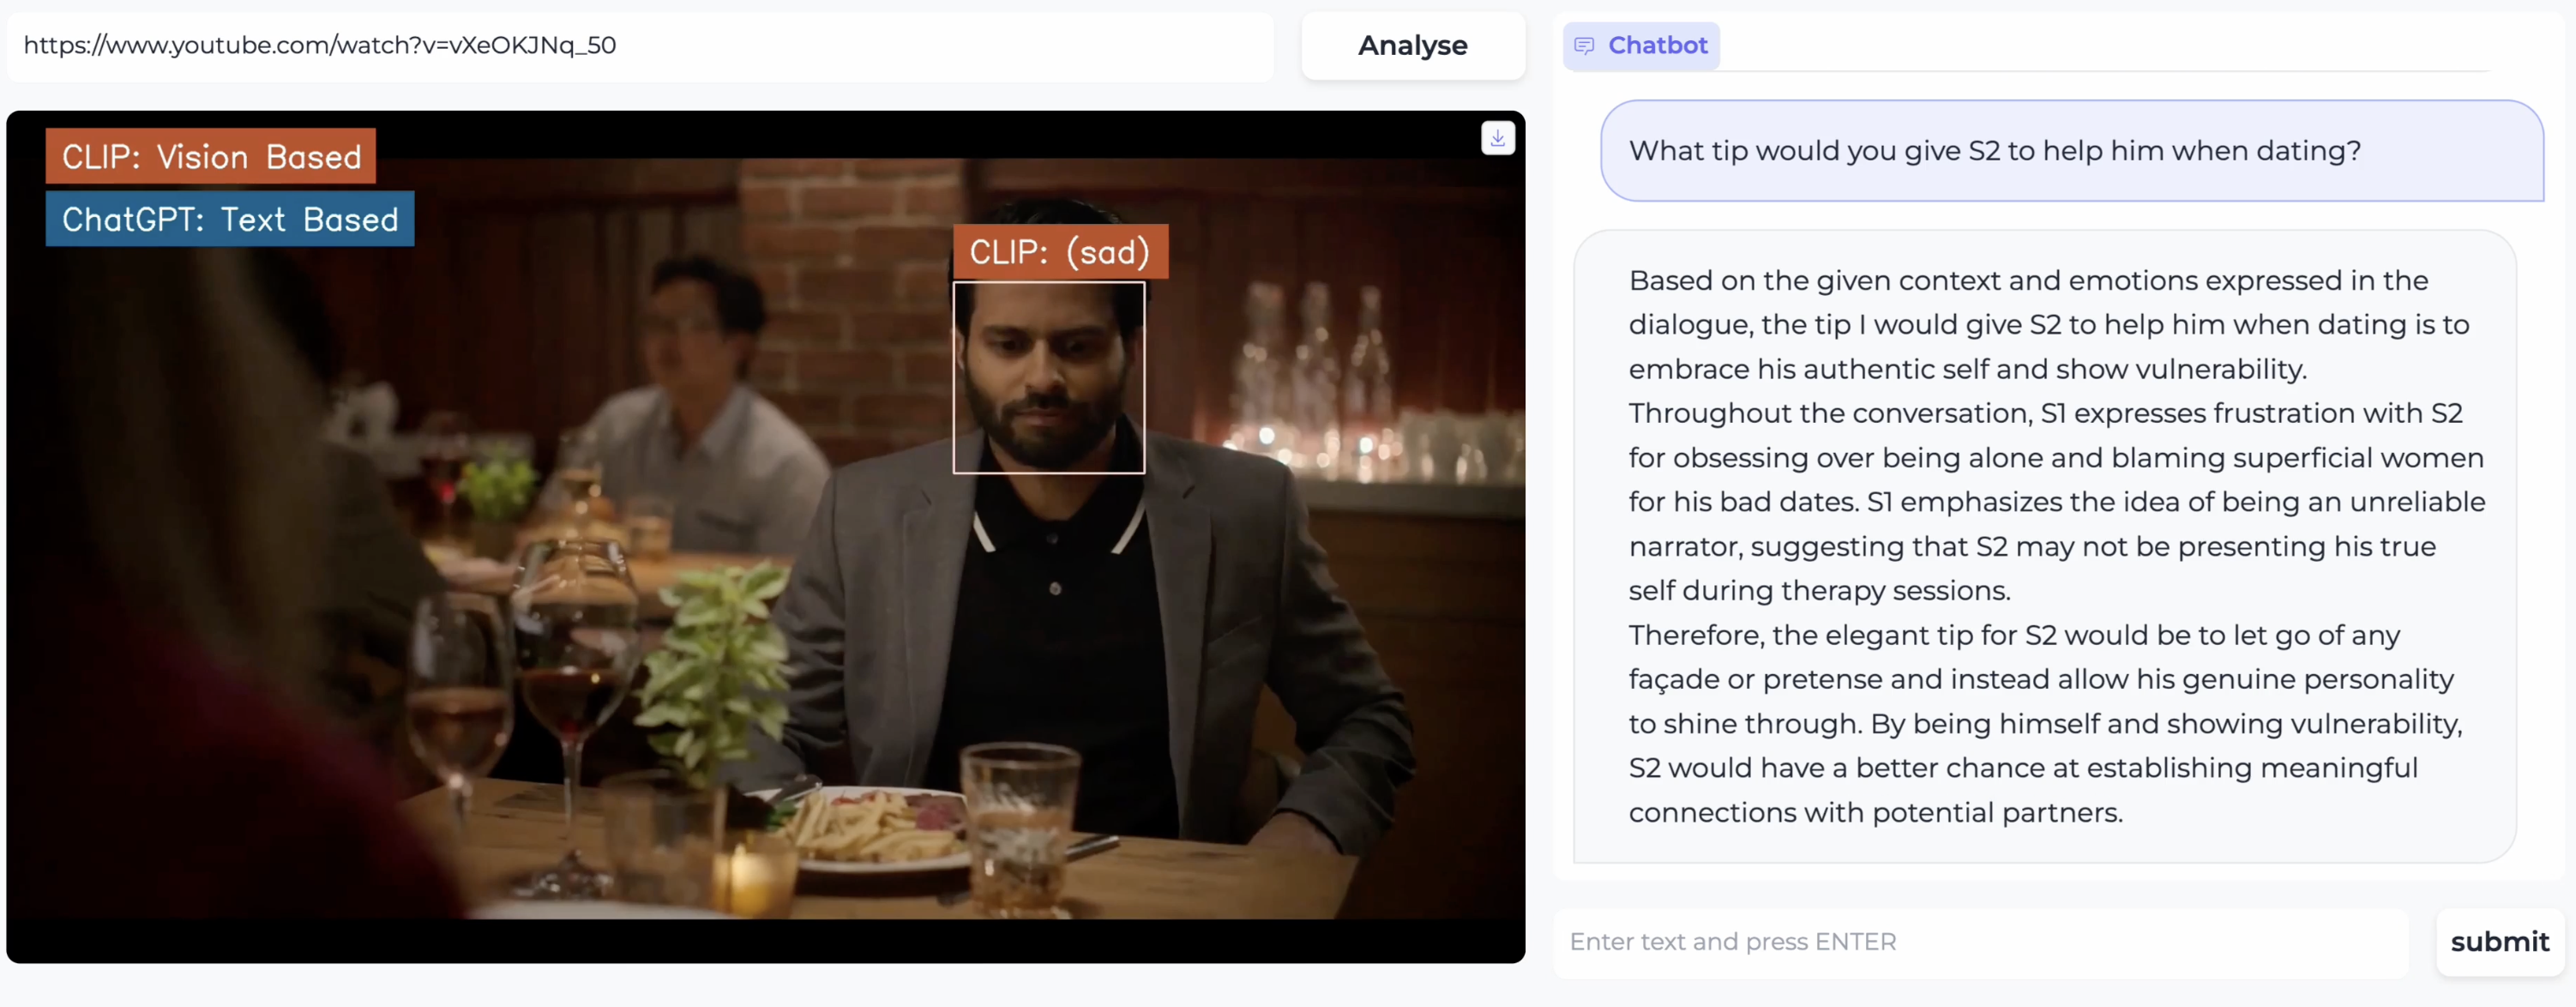 https://www.youtube.com/watch?v=vXeOKJNq_50
Analyse
CLIP: Vision Based
ChatGPT: Text Based
CLIP: (sad)
Chatbot
What tip would you give S2 to help him when dating?
Based on the given context and emotions expressed in the
dialogue, the tip I would give S2 to help him when dating is to
embrace his authentic self and show vulnerability.
Throughout the conversation, S1 expresses frustration with S2
for obsessing over being alone and blaming superficial women
for his bad dates. S1 emphasizes the idea of being an unreliable
narrator, suggesting that S2 may not be presenting his true
self during therapy sessions.
Therefore, the elegant tip for S2 would be to let go of any
façade or pretense and instead allow his genuine personality
to shine through. By being himself and showing vulnerability,
S2 would have a better chance at establishing meaningful
connections with potential partners.
Enter text and press ENTER
submit